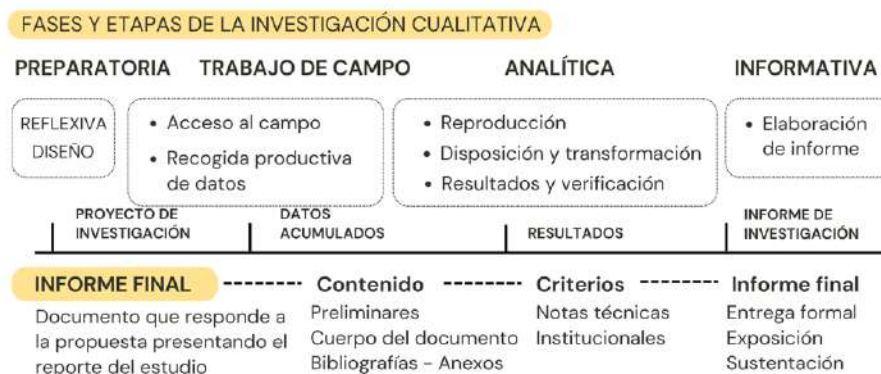 FASES Y ETAPAS DE LA INVESTIGACIÓN CUALITATIVA
PREPARATORIA
TRABAJO DE CAMPO
ANALÍTICA
INFORMATIVA
REFLEXIVA
DISEÑO
• Acceso al campo
• Recogida productiva
de datos
• Reproducción
• Disposición y transformación
• Resultados y verificación
• Elaboración
de informe
PROYECTO DE
INVESTIGACIÓN
DATOS
ACUMULADOS
RESULTADOS
INFORME DE
INVESTIGACIÓN
INFORME FINAL
Documento que responde a
la propuesta presentando el
reporte del estudio
Contenido
Preliminares
Cuerpo del documento
Bibliografías - Anexos
Criterios
Notas técnicas
Institucionales
Informe final
Entrega formal
Exposición
Sustentación